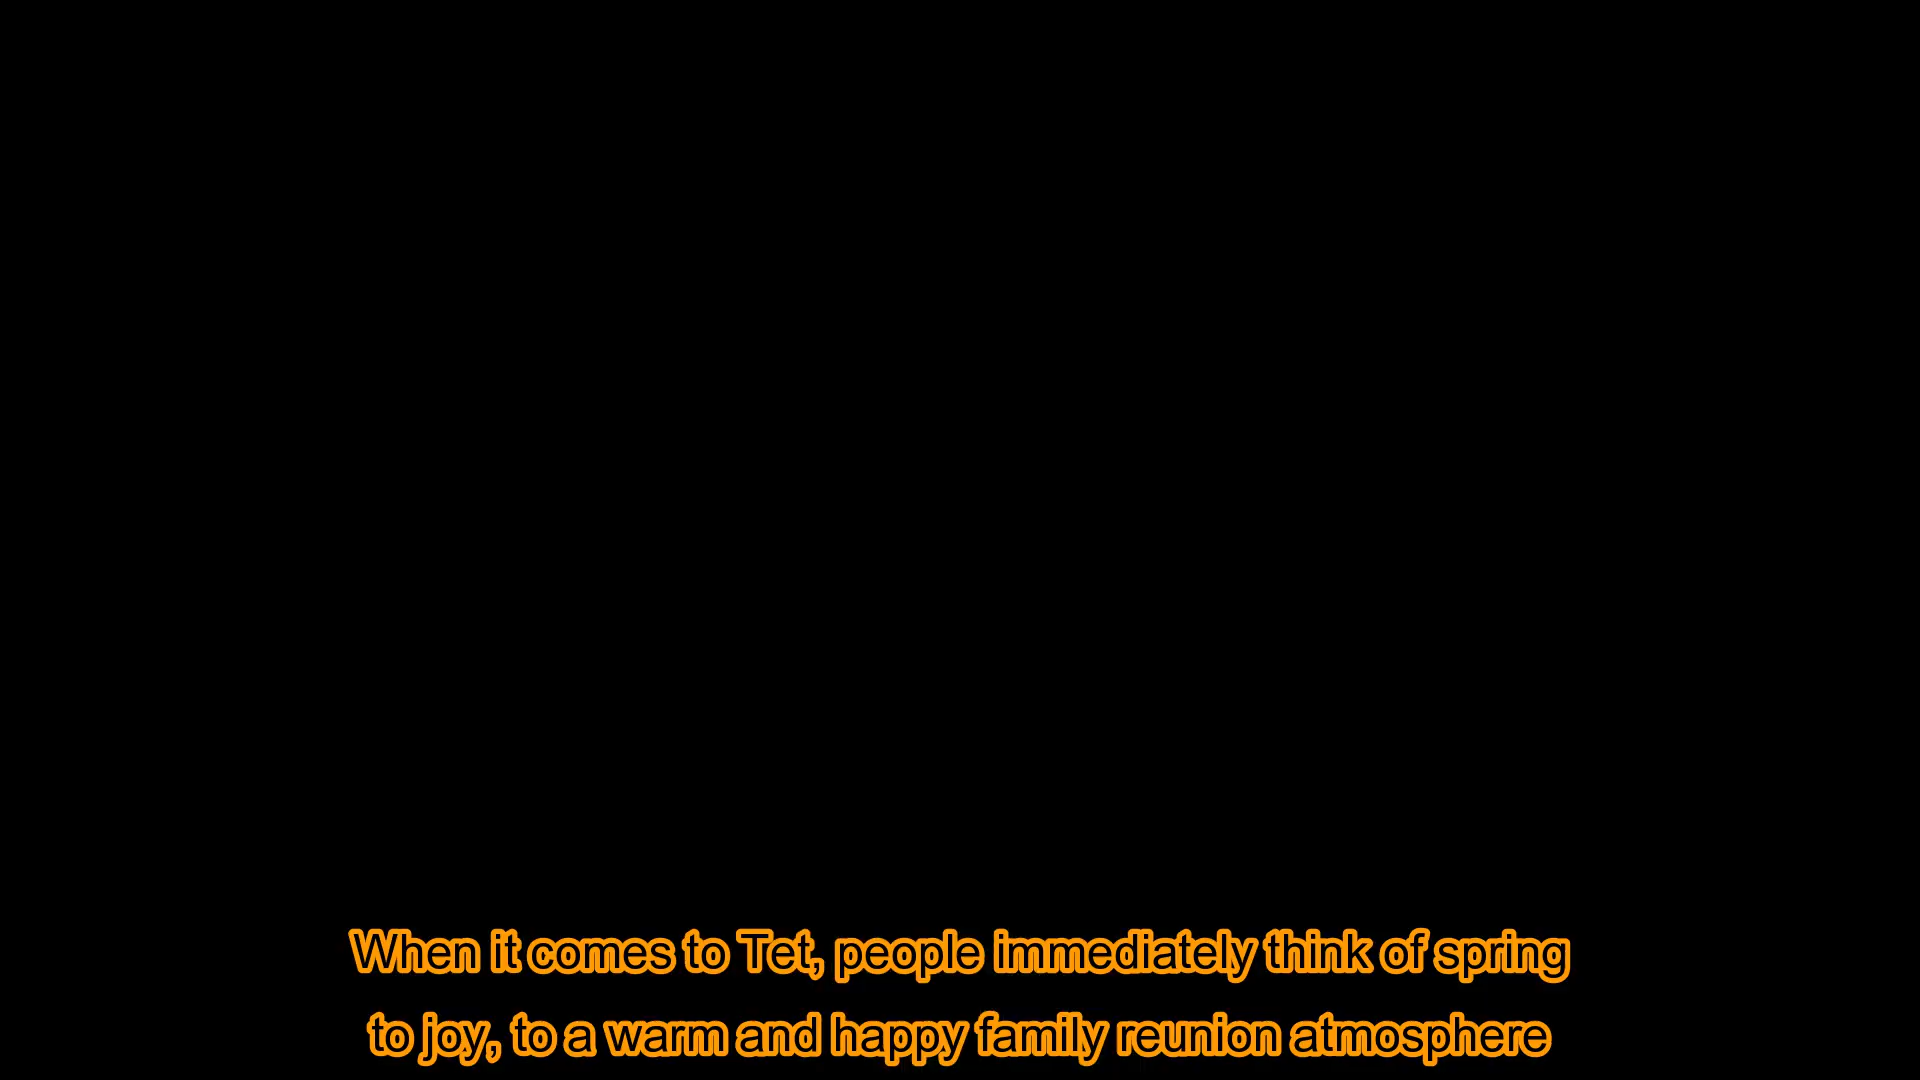 When it comes to Tet, people immediately think of spring
to joy, to a warm and happy family reunion atmosphere